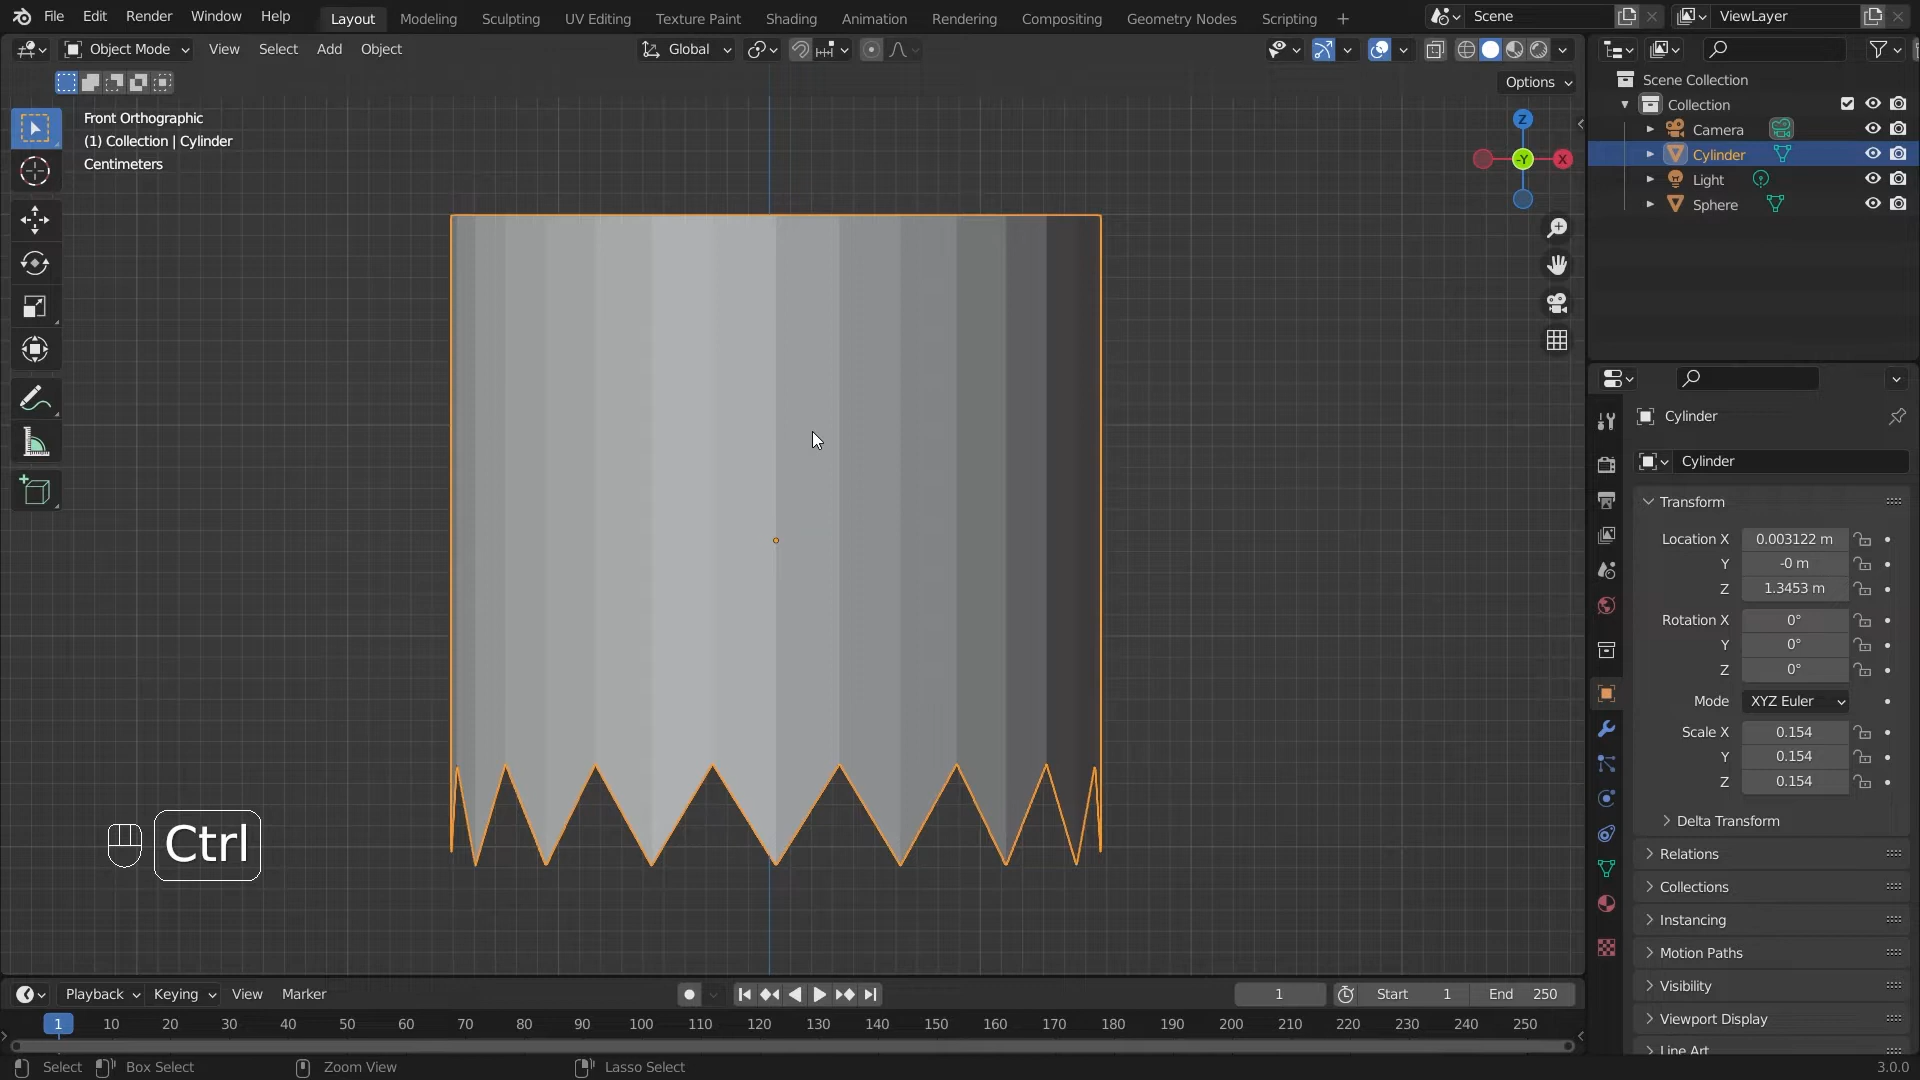 File Edit Render Window Help Layout Modeling Sculpting UV Editing Texture Paint Shading Animation Rendering Compositing Geometry Nodes Scripting + Scene ViewLayer
Object Mode View Select Add Object Global
Options
Front Orthographic
(1) Collection | Cylinder
Centimeters
Z
-Y
X
Ctrl
Scene Collection
Collection
Camera
Cylinder
Light
Sphere
Cylinder
Cylinder
Transform
Location X 0.003122 m
Y -0 m
Z 1.3453 m
Rotation X 0°
Y 0°
Z 0°
Mode XYZ Euler
Scale X 0.154
Y 0.154
Z 0.154
Delta Transform
Relations
Collections
Instancing
Motion Paths
Visibility
Viewport Display
Line Art
Playback Keying View Marker 1 Start 1 End 250
1 10 20 30 40 50 60 70 80 90 100 110 120 130 140 150 160 170 180 190 200 210 220 230 240 250
Select Box Select Zoom View Lasso Select 3.0.0